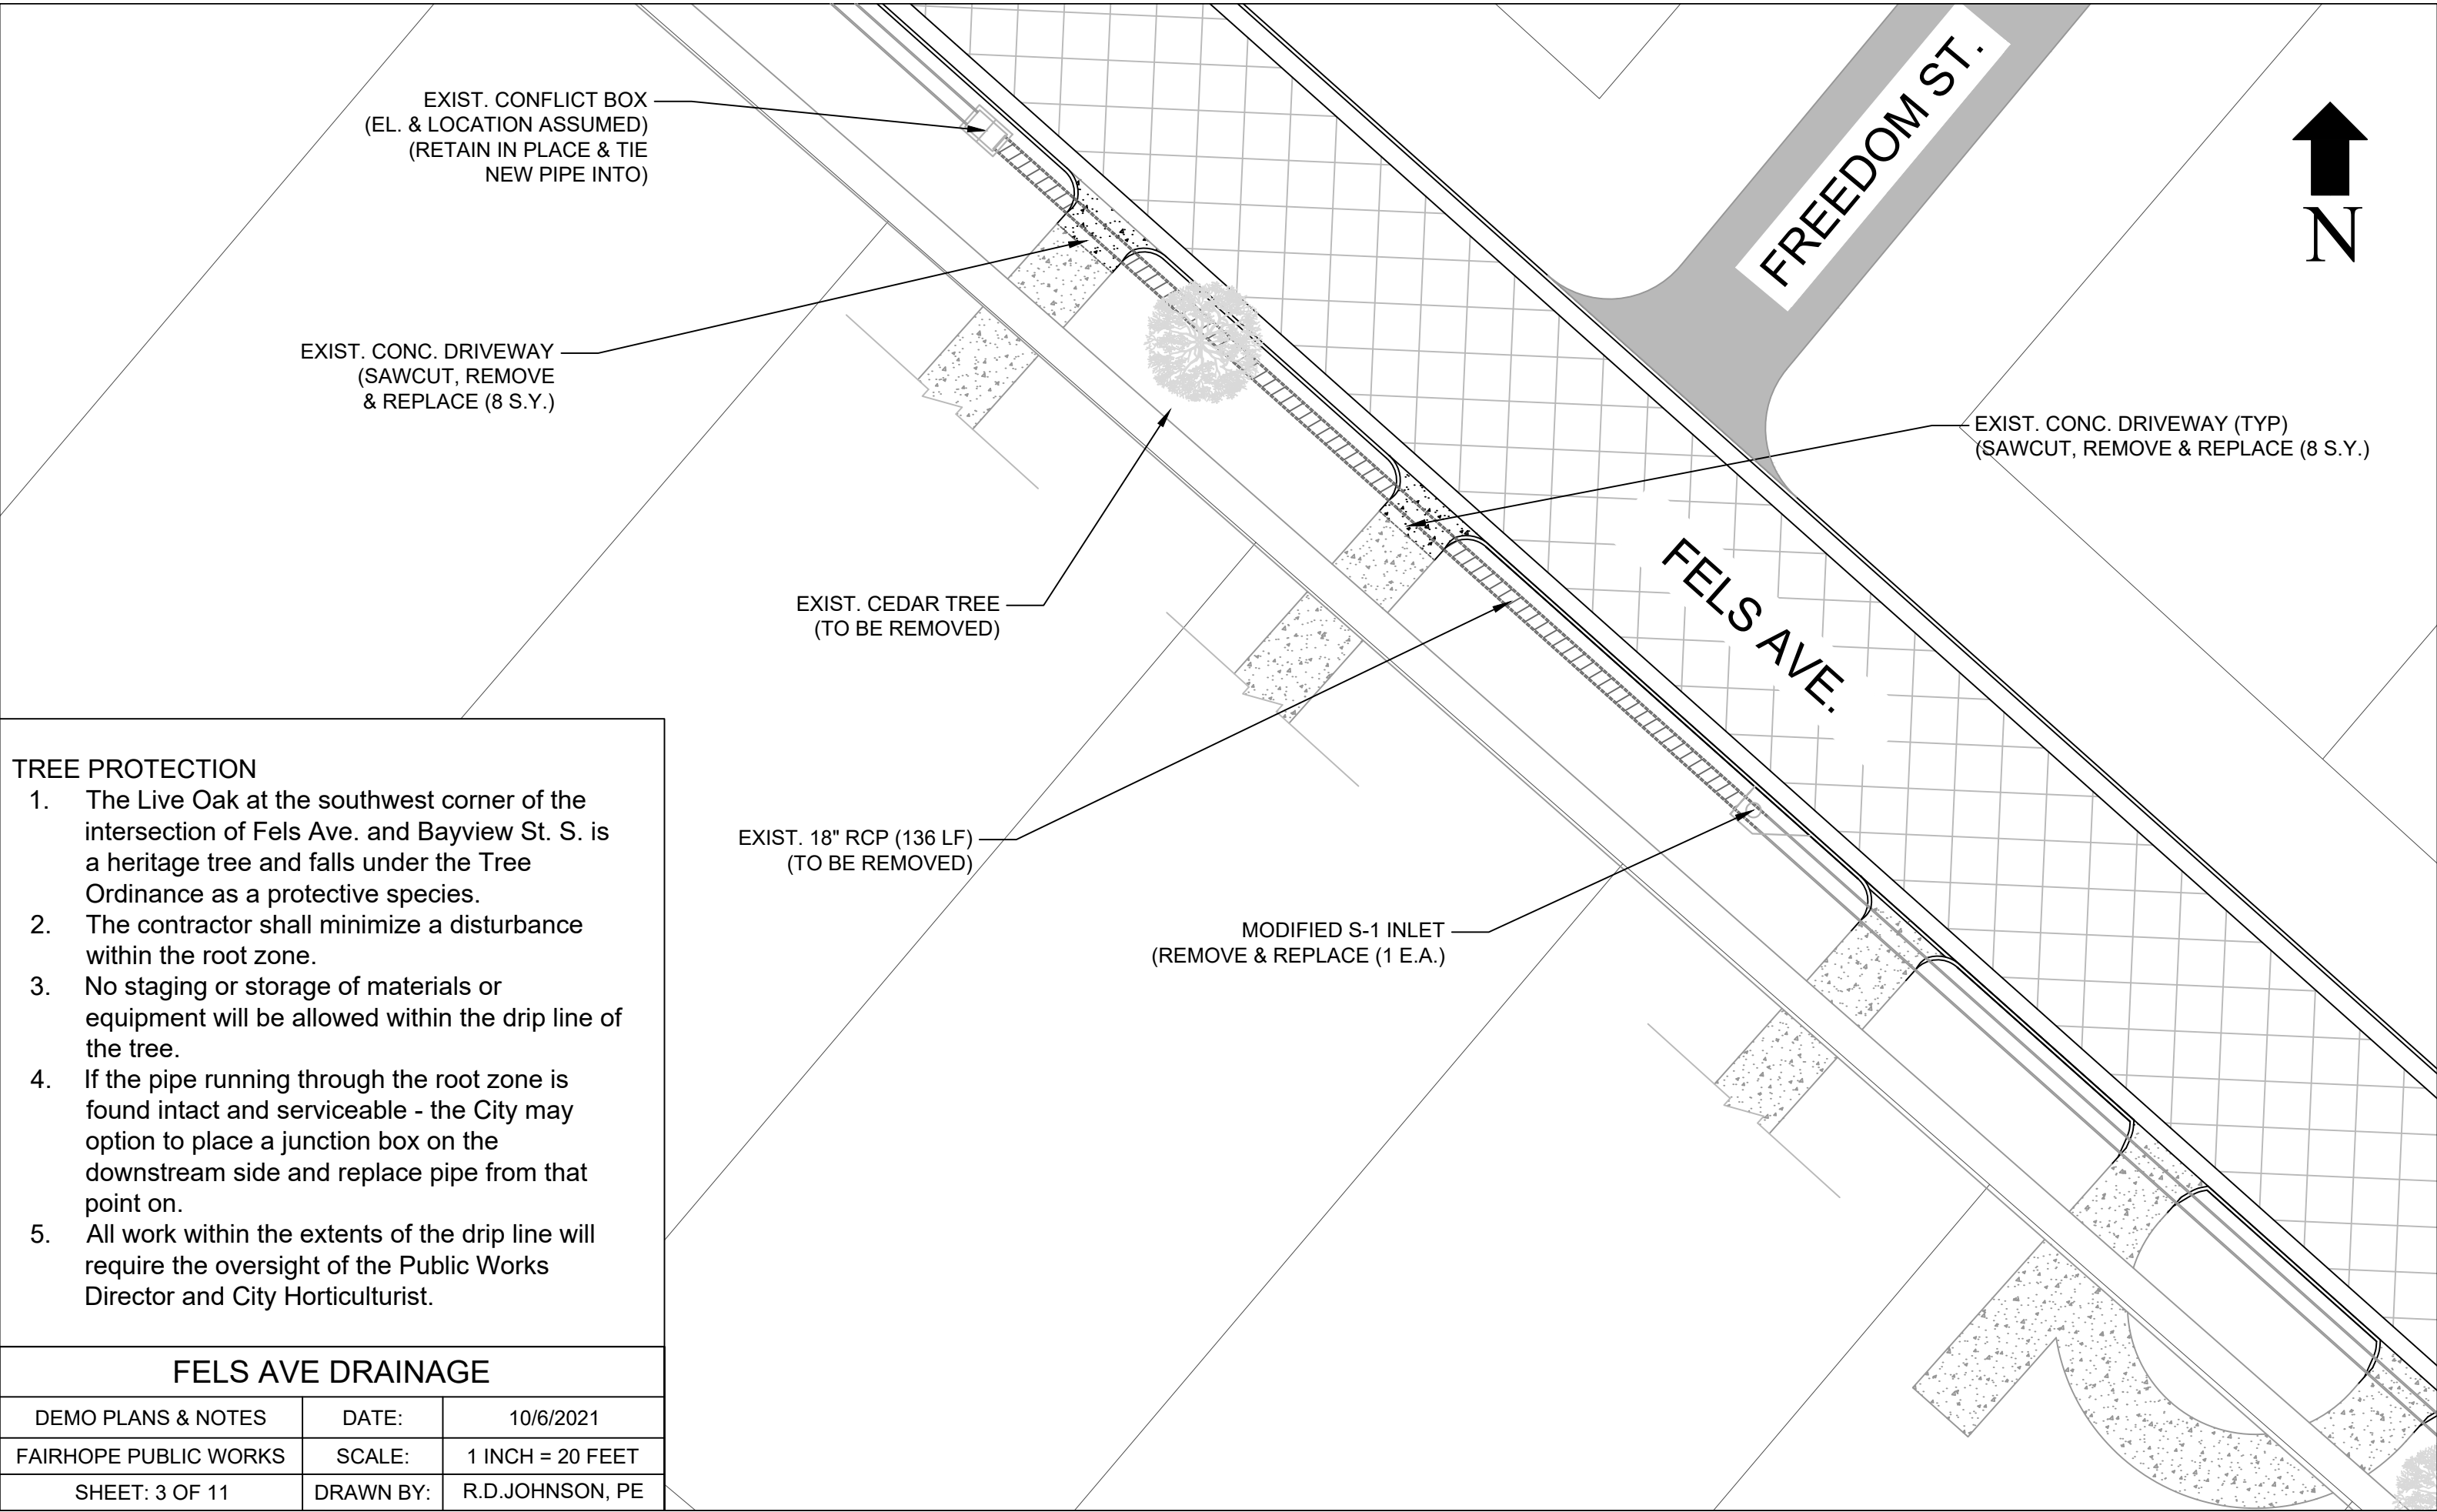 EXIST. CONFLICT BOX
(EL. & LOCATION ASSUMED)
(RETAIN IN PLACE & TIE
NEW PIPE INTO)
FREEDOM ST.
N
EXIST. CONC. DRIVEWAY
(SAWCUT, REMOVE
& REPLACE (8 S.Y.)
EXIST. CONC. DRIVEWAY (TYP)
(SAWCUT, REMOVE & REPLACE (8 S.Y.)
FELS AVE.
EXIST. CEDAR TREE
(TO BE REMOVED)
EXIST. 18" RCP (136 LF)
(TO BE REMOVED)
MODIFIED S-1 INLET
(REMOVE & REPLACE (1 E.A.)
TREE PROTECTION
1. The Live Oak at the southwest corner of the
intersection of Fels Ave. and Bayview St. S. is
a heritage tree and falls under the Tree
Ordinance as a protective species.
2. The contractor shall minimize a disturbance
within the root zone.
3. No staging or storage of materials or
equipment will be allowed within the drip line of
the tree.
4. If the pipe running through the root zone is
found intact and serviceable - the City may
option to place a junction box on the
downstream side and replace pipe from that
point on.
5. All work within the extents of the drip line will
require the oversight of the Public Works
Director and City Horticulturist.
FELS AVE DRAINAGE
DEMO PLANS & NOTES DATE: 10/6/2021
FAIRHOPE PUBLIC WORKS SCALE: 1 INCH = 20 FEET
SHEET: 3 OF 11 DRAWN BY: R.D.JOHNSON, PE